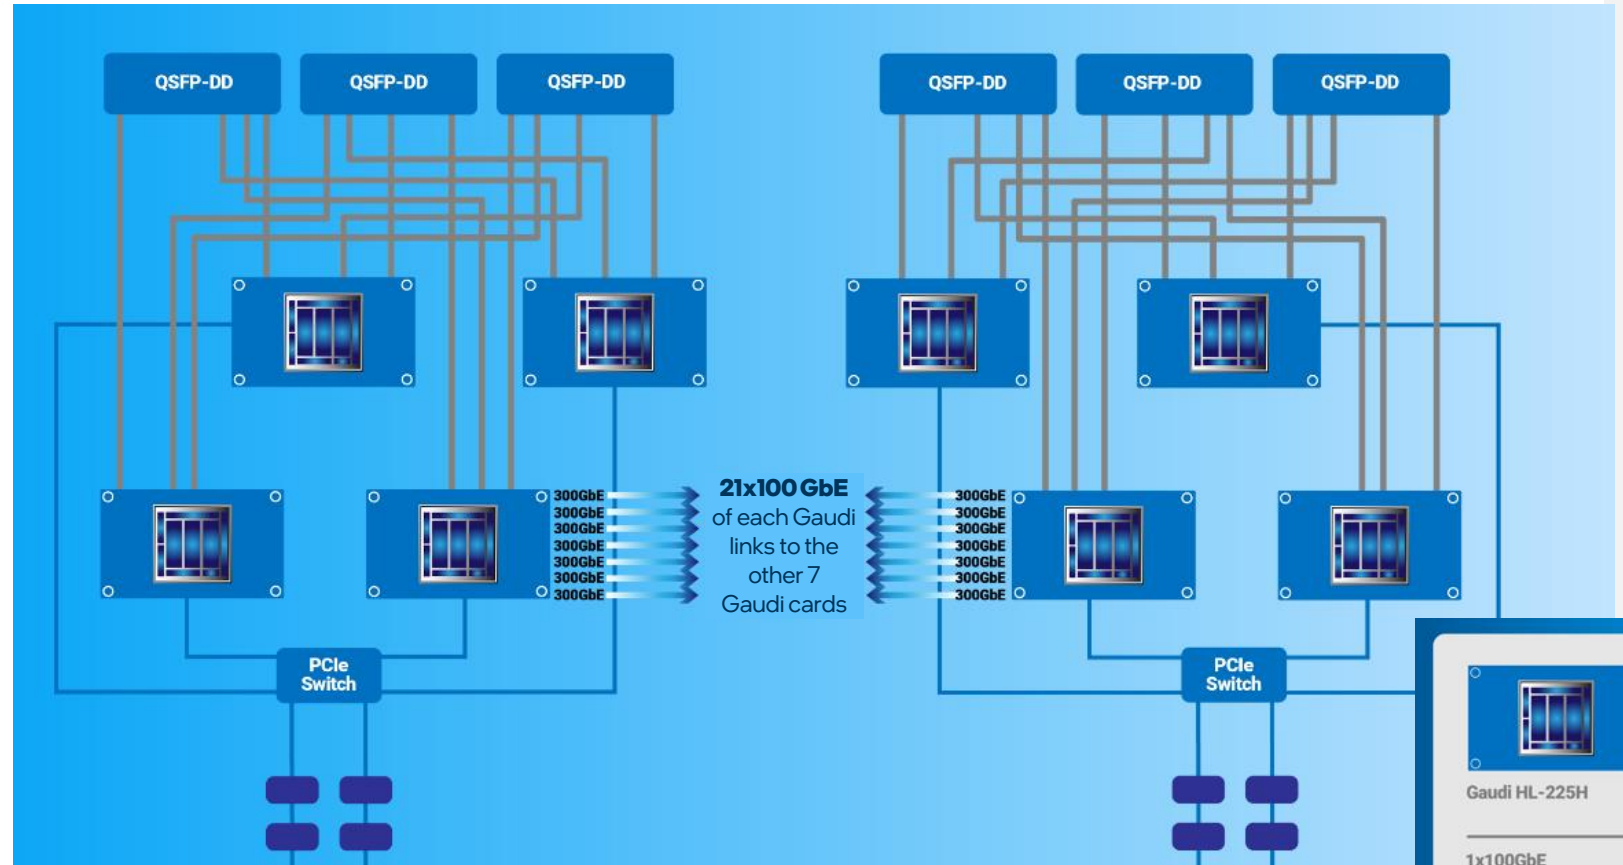 QSFP-DD
QSFP-DD
QSFP-DD
QSFP-DD
QSFP-DD
QSFP-DD
300GbE
300GbE
300GbE
300GbE
300GbE
300GbE
300GbE
21x100 GbE
of each Gaudi
links to the
other 7
Gaudi cards
300GbE
300GbE
300GbE
300GbE
300GbE
300GbE
300GbE
PCIe
Switch
PCIe
Switch
Gaudi HL-225H
1x100GbE